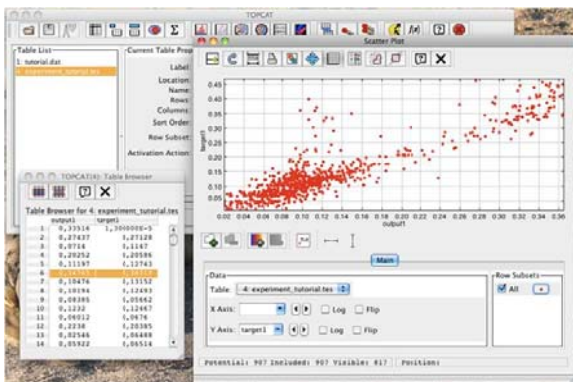 TOPCAT
Table List
1: tutorial.dat
experiment_tutorial.tes
Current Table Prop
Label:
Location:
Name:
Rows:
Columns:
Sort Order:
Row Subset:
Activation Action:
Scatter Plot
0.45
0.40
0.35
0.30
0.25
0.20
0.15
0.10
0.05
target1
0.02 0.04 0.06 0.08 0.10 0.12 0.14 0.16 0.18 0.20 0.22 0.24 0.26 0.28 0.30 0.32 0.34 0.36
output1
Main
Data
Table: 4: experiment_tutorial.tes
X Axis: Log Flip
Y Axis: target1 Log Flip
Row Subsets
All
Potential: 907 Included: 907 Visible: 817 Position:
TOPCAT(4): Table Browser
Table Browser for 4: experiment_tutorial.tes
output1 target1
1 0,33514
2 0,27437 0,27128
3 0,0714 0,1147
4 0,20252 0,20586
5 0,11197 0,12743
6
7 0,10476 0,13152
8 0,10194 0,12493
9 0,08385 0,05662
10 0,1232 0,12467
11 0,06012 0,0676
12 0,2238 0,20385
13 0,02546 0,06488
14 0,05922 0,06514